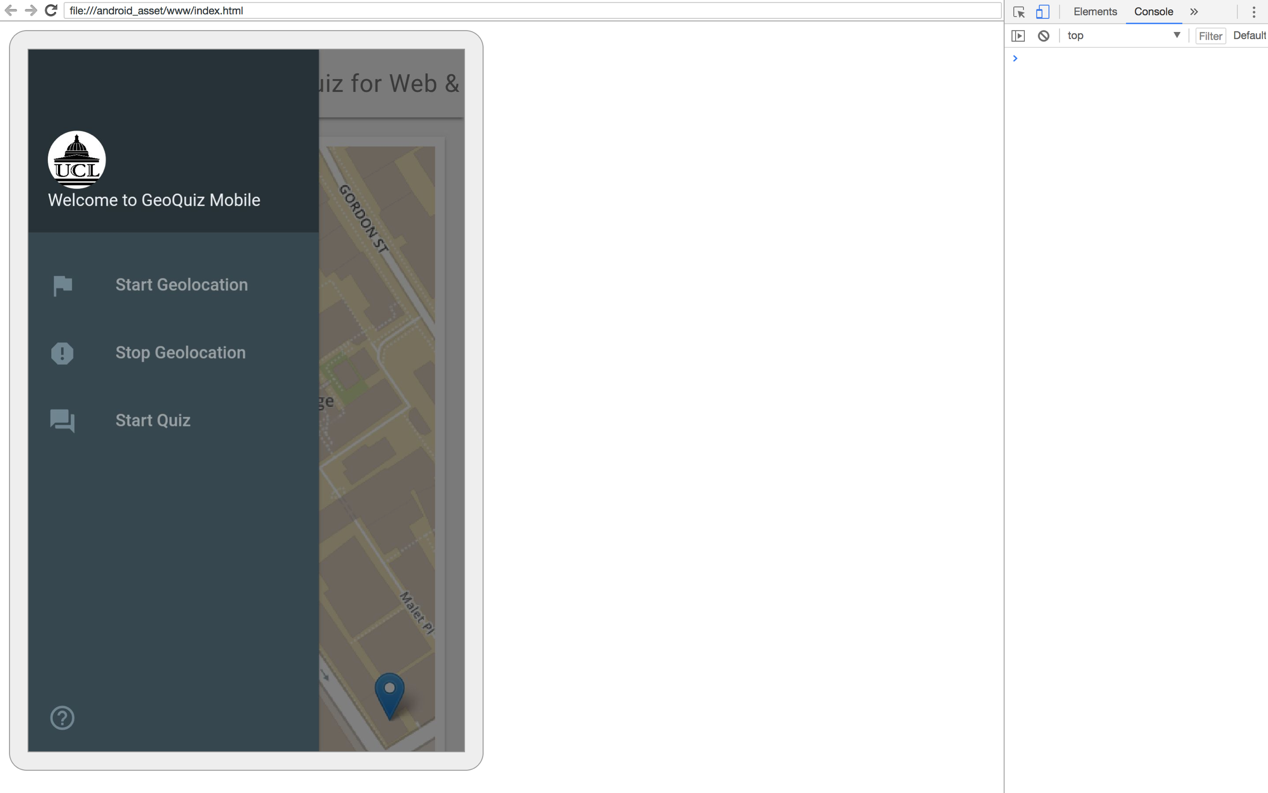 file:///android_asset/www/index.html
Elements
Console
»
top
Filter
Default
>
uiz for Web &
UCL
Welcome to GeoQuiz Mobile
Start Geolocation
Stop Geolocation
Start Quiz
GORDON ST
ge
Malet Pl